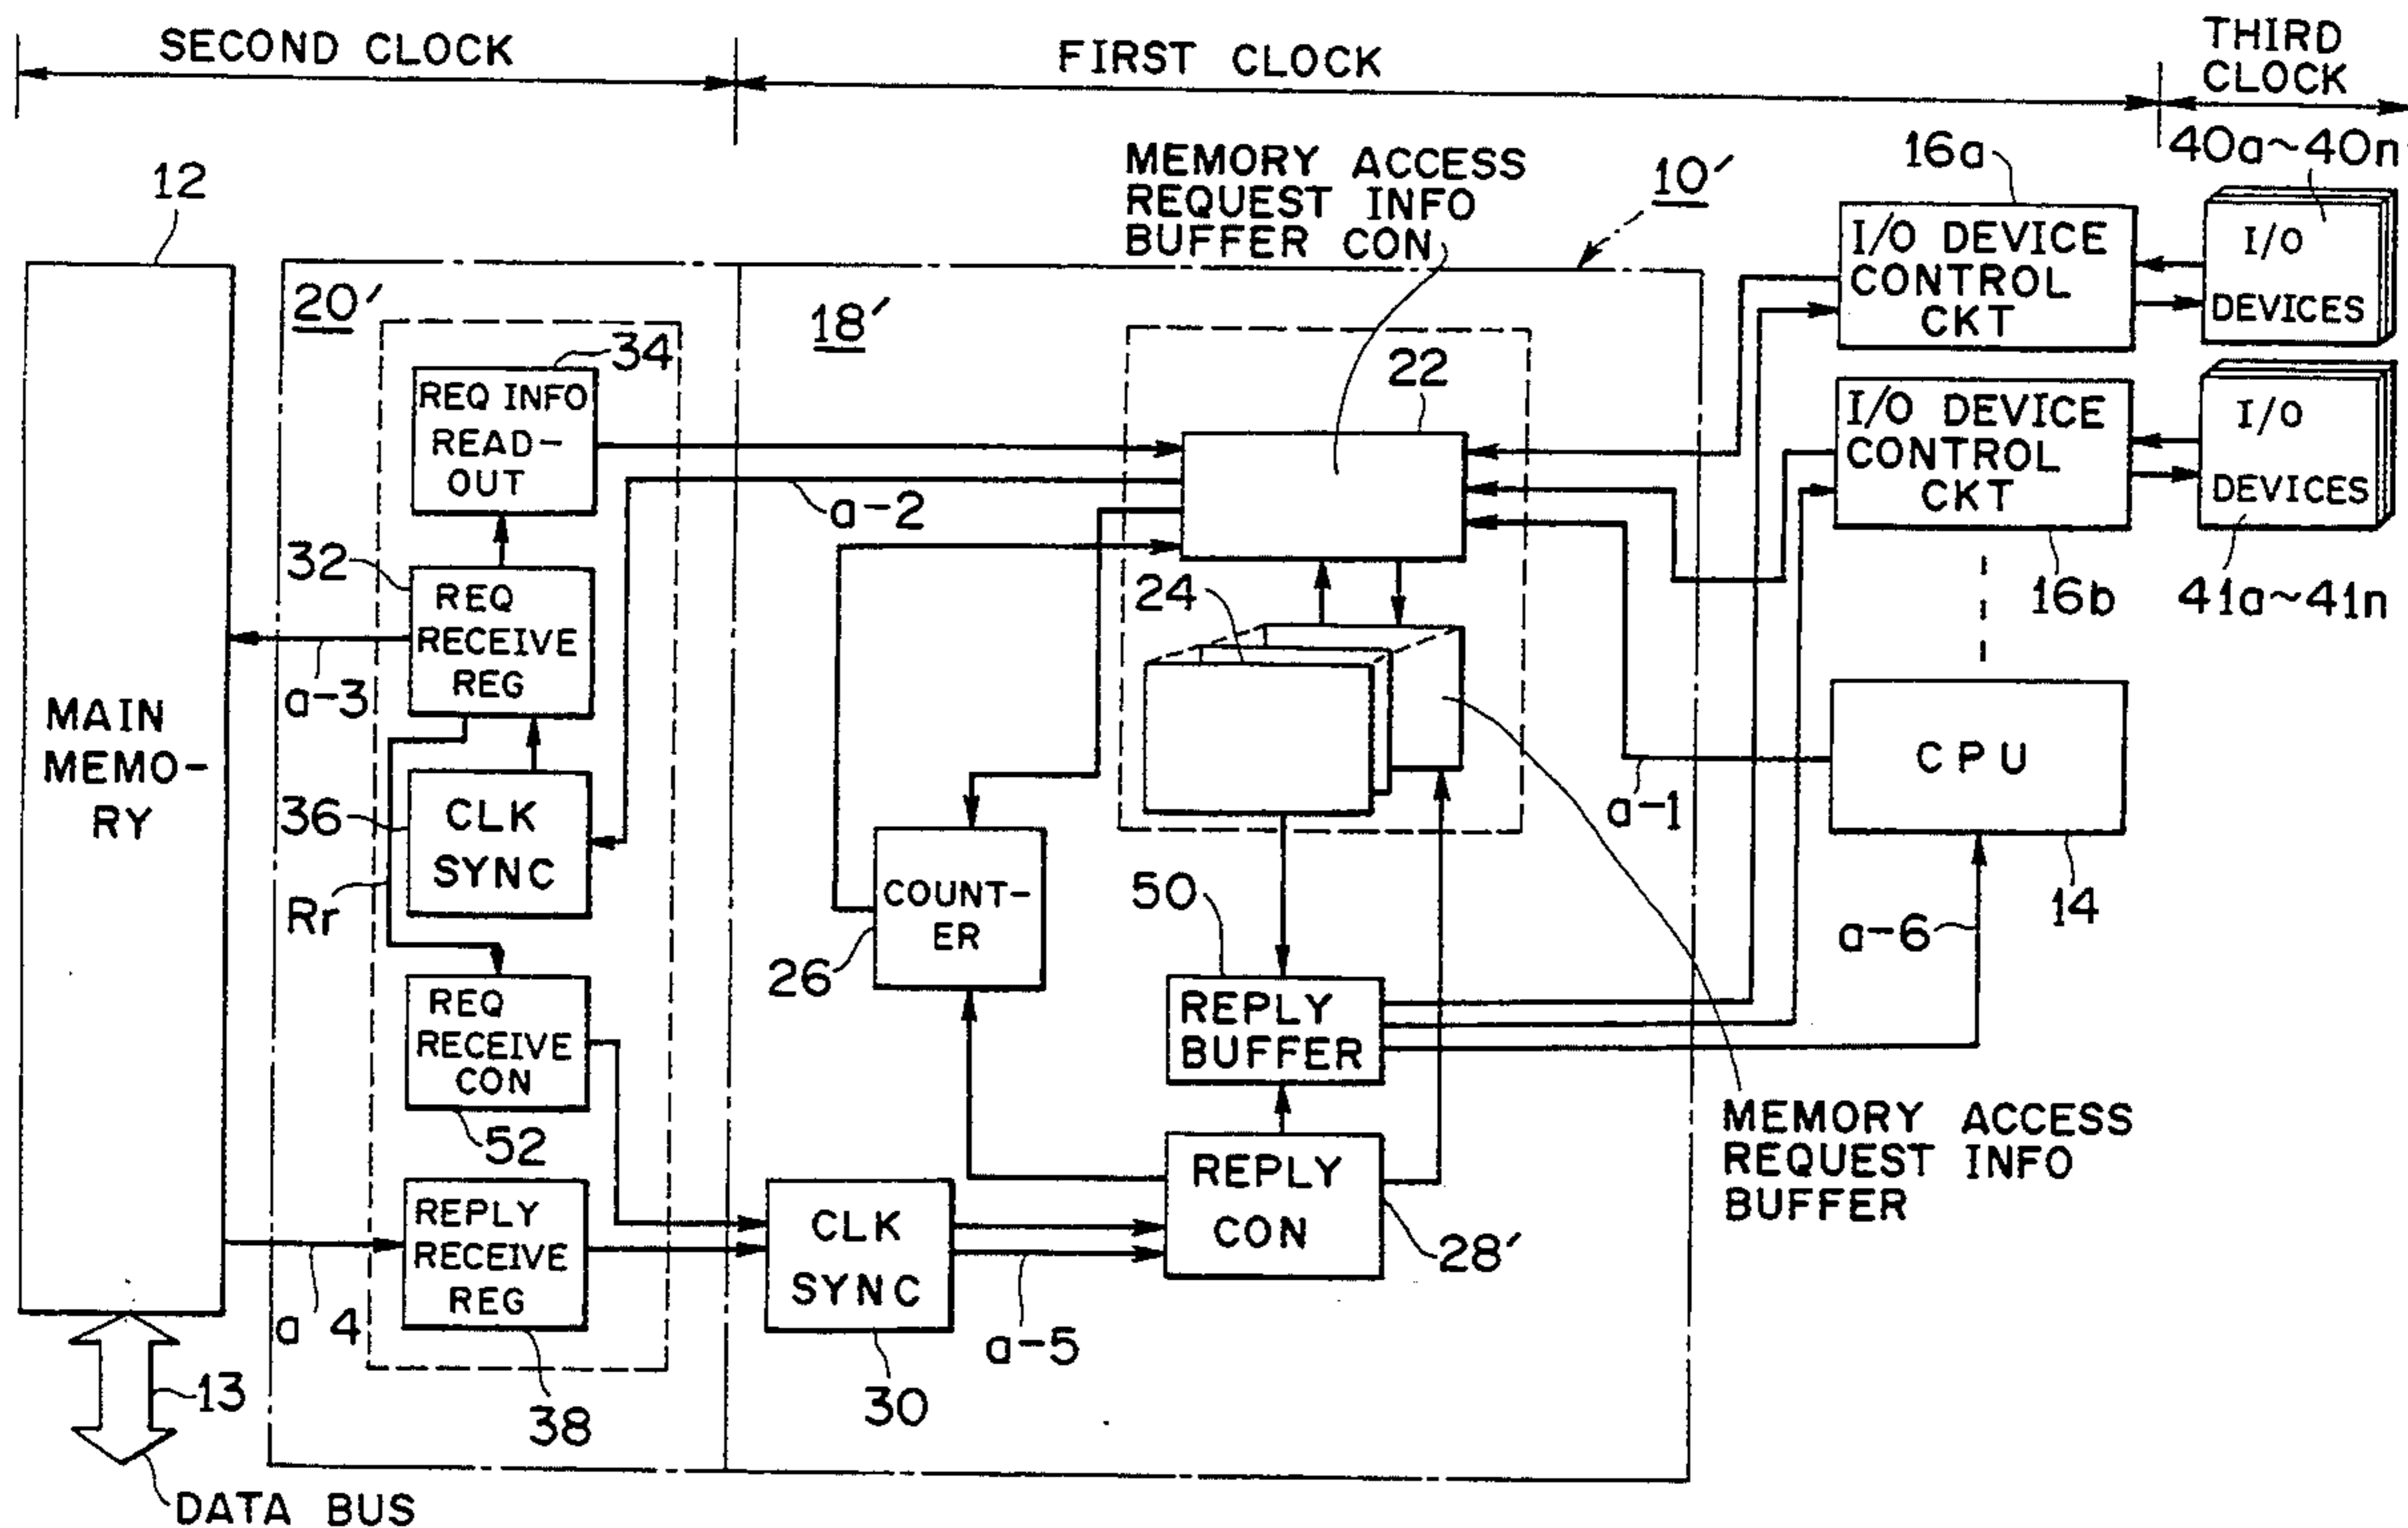 SECOND CLOCK
FIRST CLOCK
THIRD
CLOCK
12
MEMORY ACCESS
REQUEST INFO
BUFFER CON
10'
16a
40a~40n
I/O DEVICE
CONTROL
CKT
I/O
DEVICES
20'
18'
34
22
REQ INFO
READ-
OUT
a-2
I/O DEVICE
CONTROL
CKT
I/O
DEVICES
32
REQ
RECEIVE
REG
24
16b
41a~41n
a-3
MAIN
MEMO-
RY
36
CLK
SYNC
a-1
CPU
14
Rr
COUNT-
ER
26
50
a-6
REQ
RECEIVE
CON
52
REPLY
BUFFER
MEMORY ACCESS
REQUEST INFO
BUFFER
REPLY
RECEIVE
REG
CLK
SYNC
REPLY
CON
28'
a 4
a-5
13
38
30
DATA BUS